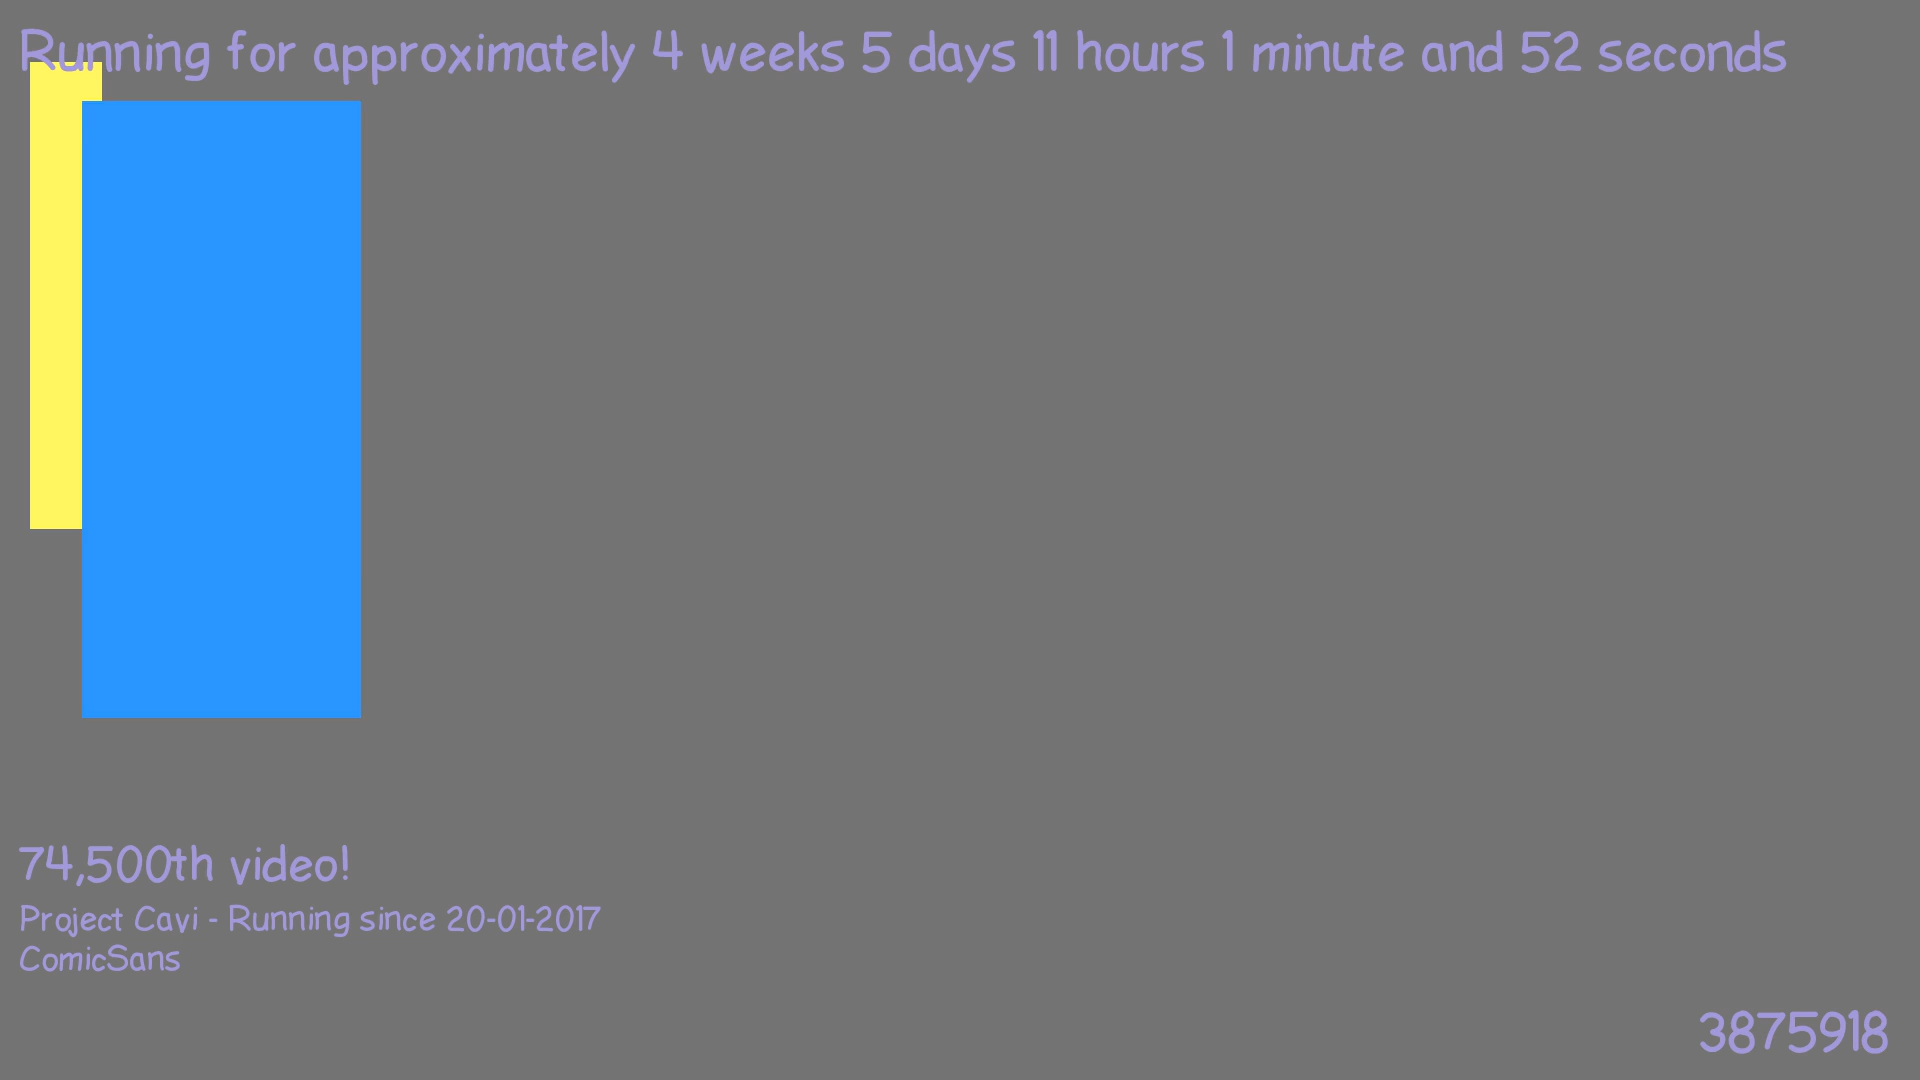 Running for approximately 4 weeks 5 days 11 hours 1 minute and 52 seconds
74,500th video!
Project Cavi - Running since 20-01-2017
ComicSans
3875918